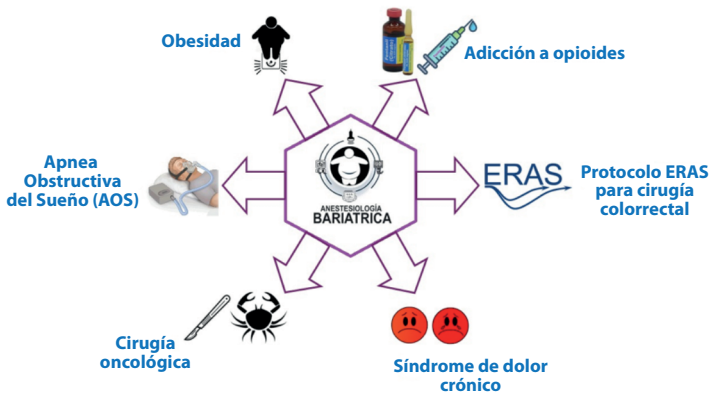 Obesidad
Adicción a opioides
Apnea
Obstructiva
del Sueño (AOS)
ANESTESIOLOGÍA
BARIATRICA
ERAS
Protocolo ERAS
para cirugía
colorrectal
Cirugía
oncológica
Síndrome de dolor
crónico